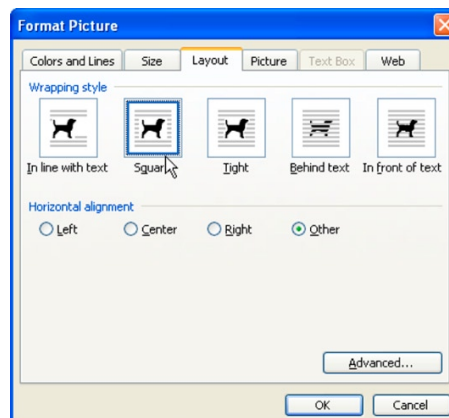 Format Picture
Colors and Lines Size Layout Picture Text Box Web
Wrapping style
In line with text Squar Tight Behind text In front of text
Horizontal alignment
Left Center Right Other
Advanced...
OK Cancel